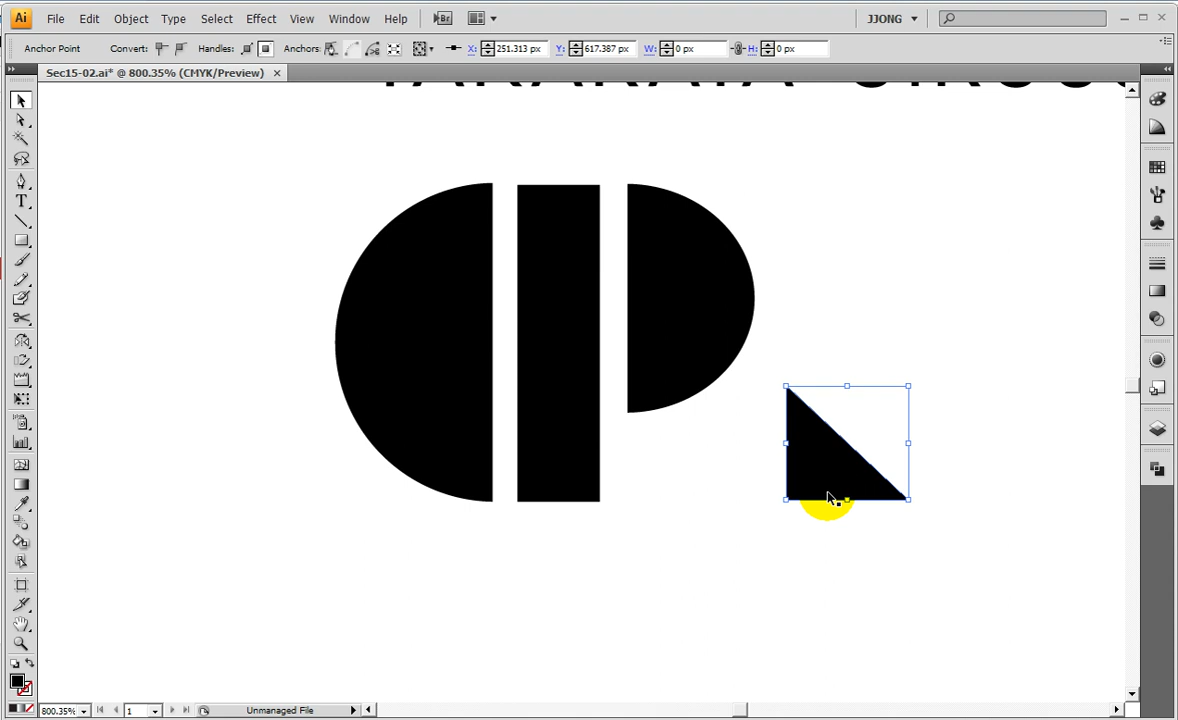 Ai File Edit Object Type Select Effect View Window Help Br JJONG
Anchor Point Convert: Handles: Anchors: X: 251.313 px Y: 617.387 px W: 0 px H: 0 px
Sec15-02.ai* @ 800.35% (CMYK/Preview)
800.35% 1 Unmanaged File